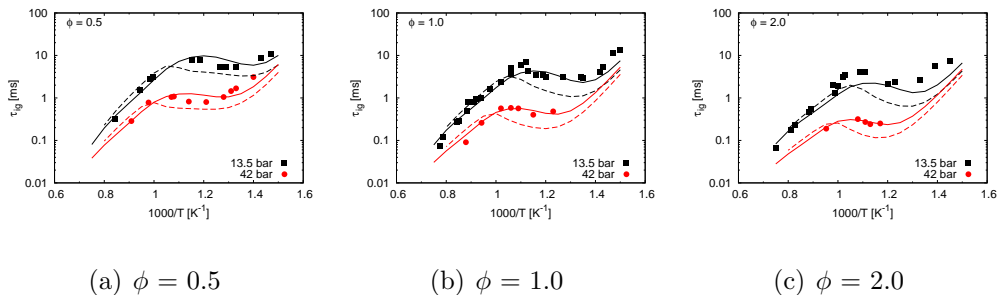 100
10
1
0.1
0.01
τig [ms]
ϕ = 0.5
13.5 bar
42 bar
0.6 0.8 1.0 1.2 1.4 1.6
1000/T [K-1]
(a) ϕ = 0.5
100
10
1
0.1
0.01
τig [ms]
ϕ = 1.0
13.5 bar
42 bar
0.6 0.8 1.0 1.2 1.4 1.6
1000/T [K-1]
(b) ϕ = 1.0
100
10
1
0.1
0.01
τig [ms]
ϕ = 2.0
13.5 bar
42 bar
0.6 0.8 1.0 1.2 1.4 1.6
1000/T [K-1]
(c) ϕ = 2.0